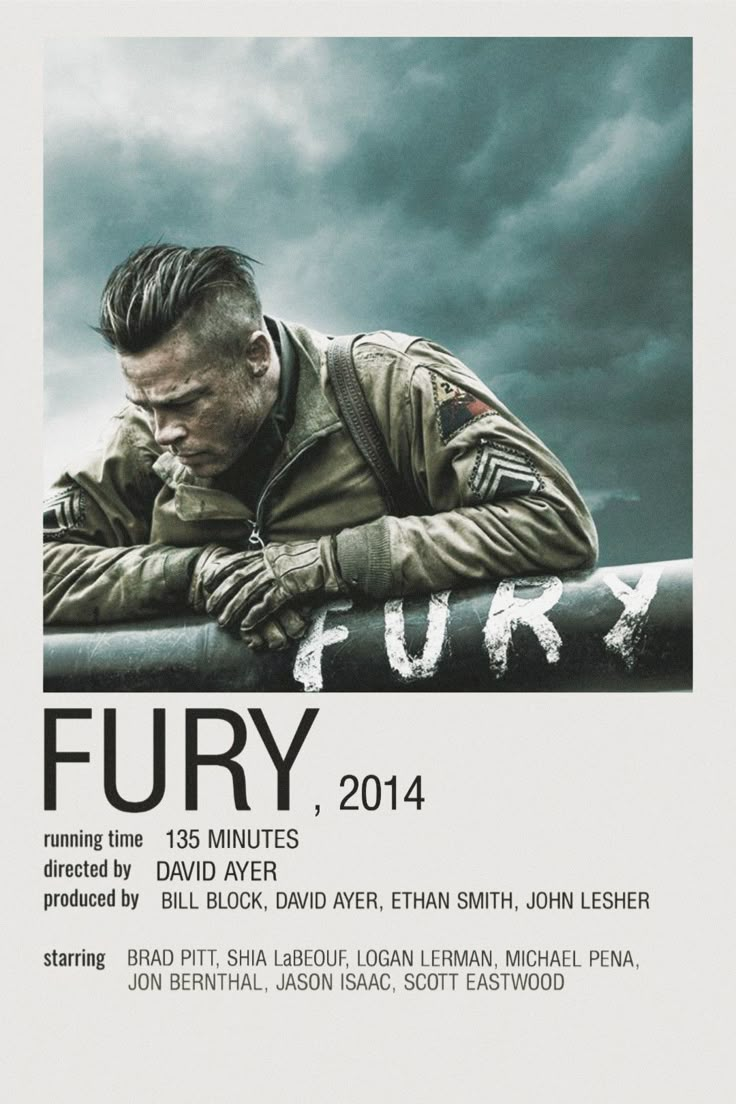 2
FURY
FURY, 2014
running time 135 MINUTES
directed by DAVID AYER
produced by BILL BLOCK, DAVID AYER, ETHAN SMITH, JOHN LESHER
starring BRAD PITT, SHIA LaBEOUF, LOGAN LERMAN, MICHAEL PENA,
JON BERNTHAL, JASON ISAAC, SCOTT EASTWOOD